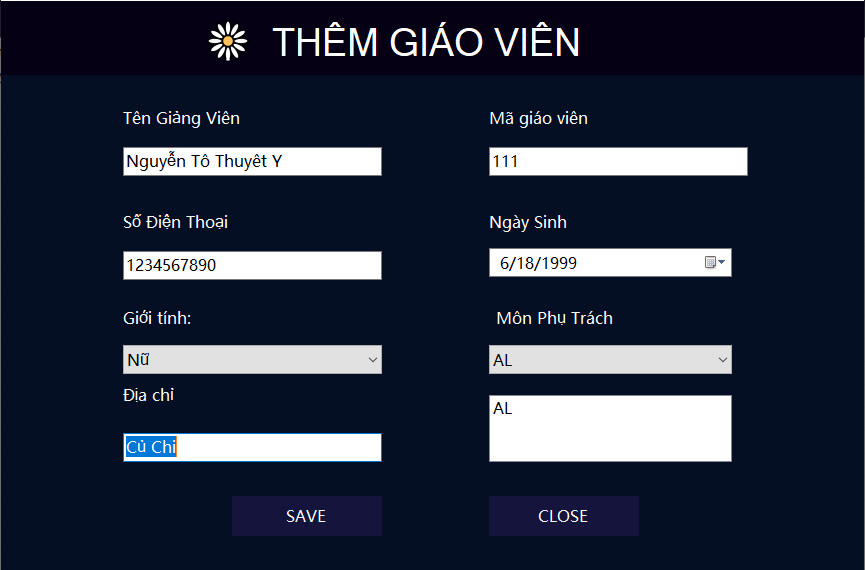 THÊM GIÁO VIÊN
Tên Giảng Viên
Mã giáo viên
Nguyễn Tô Thuyêt Y
111
Số Điện Thoại
Ngày Sinh
1234567890
6/18/1999
Giới tính:
Môn Phụ Trách
Nữ
AL
Địa chỉ
AL
Củ Chi
SAVE
CLOSE